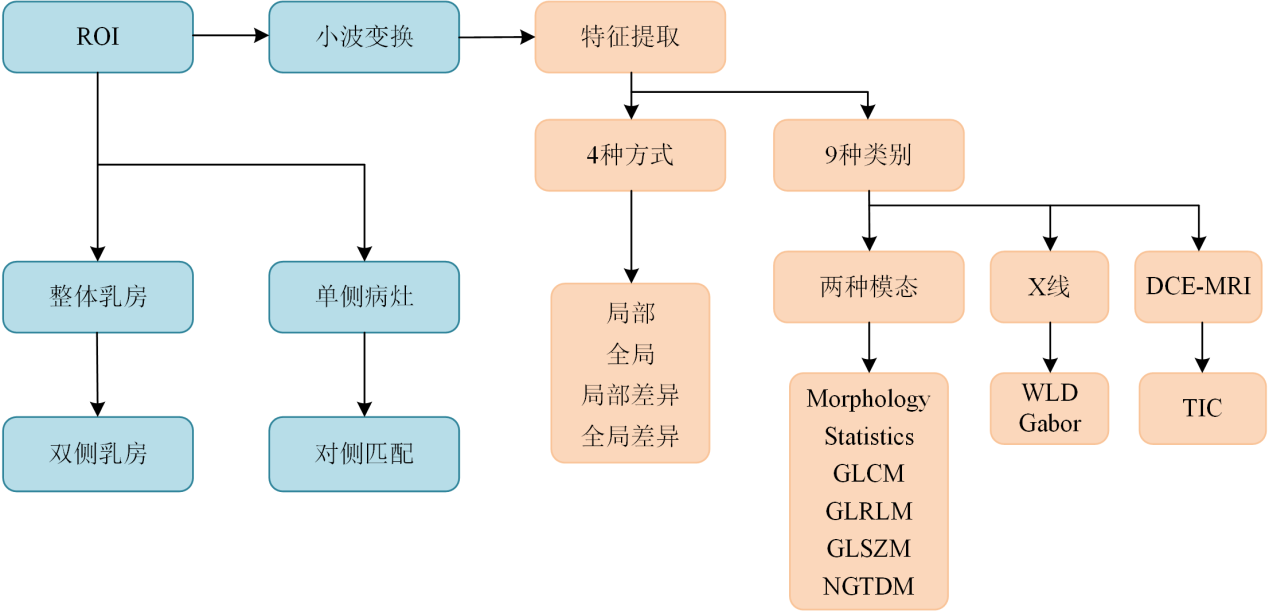 ROI
小波变换
特征提取
4种方式
9种类别
整体乳房
单侧病灶
两种模态
X线
DCE-MRI
局部
全局
局部差异
全局差异
双侧乳房
对侧匹配
Morphology
Statistics
GLCM
GLRLM
GLSZM
NGTDM
WLD
Gabor
TIC